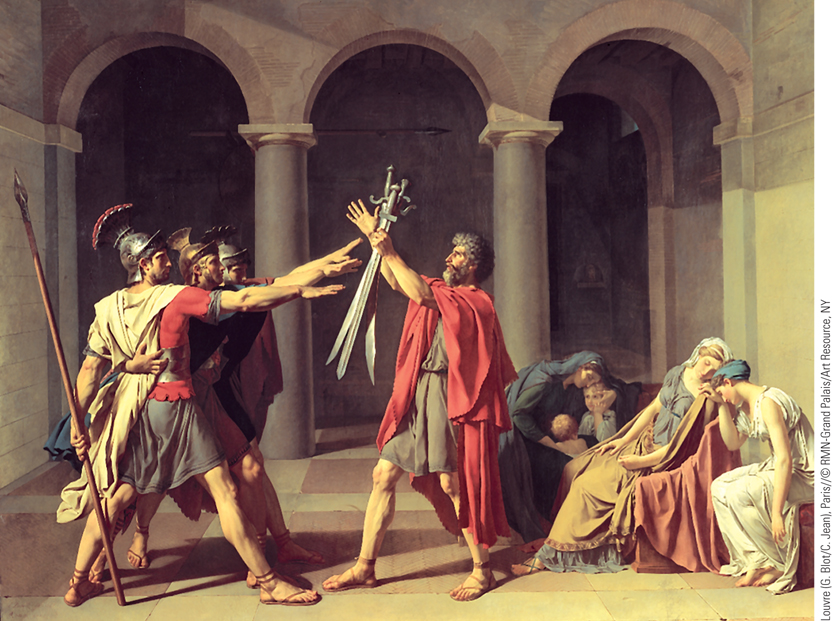 Louvre (G. Blot/C. Jean), Paris//© RMN-Grand Palais/Art Resource, NY